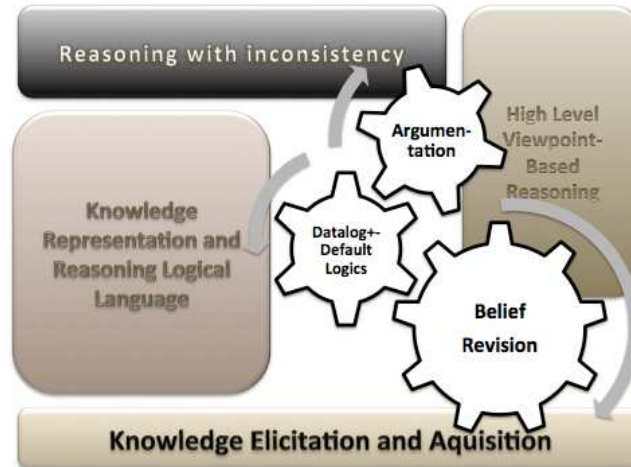 Reasoning with inconsistency
High Level
Viewpoint-
Based
Reasoning
Argumen-
tation
Knowledge
Representation and
Reasoning Logical
Language
Datalog+-
Default
Logics
Belief
Revision
Knowledge Elicitation and Aquisition